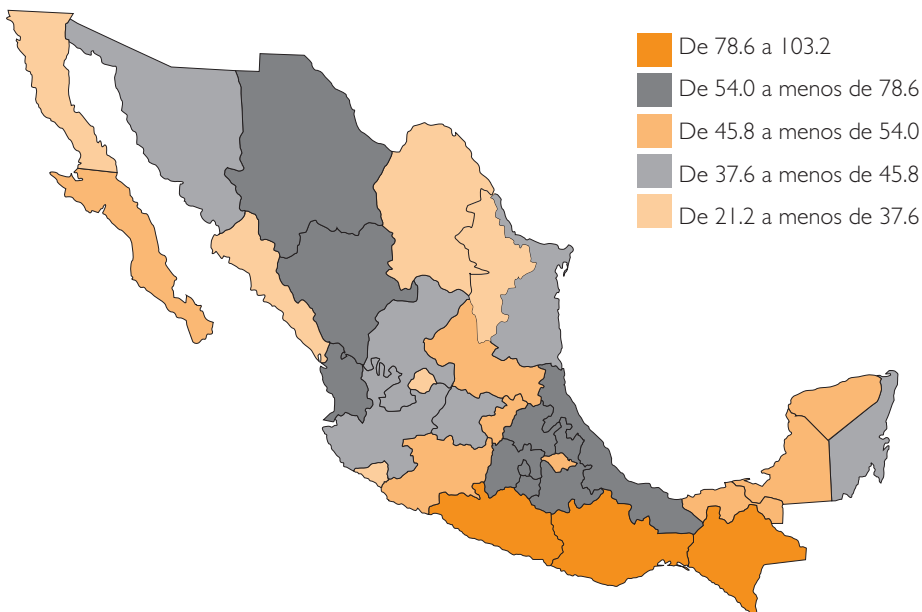 De 78.6 a 103.2
De 54.0 a menos de 78.6
De 45.8 a menos de 54.0
De 37.6 a menos de 45.8
De 21.2 a menos de 37.6